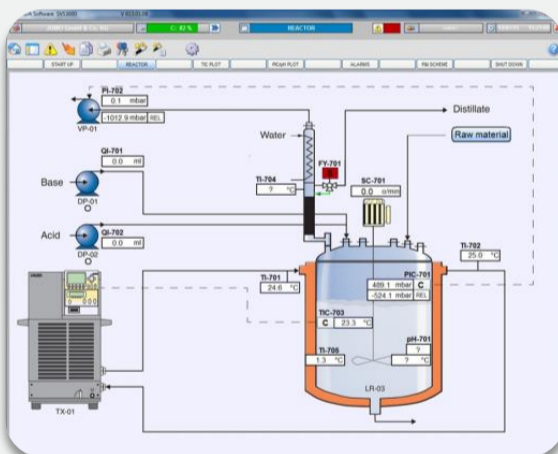 REACTOR
START UP
REACTOR
TIC PLOT
ALARMS
P&I SCHEME
SHUT DOWN
PI-702
0.1 mbar
-1012.9 mbar REL
VP-01
Distillate
Water
Raw material
FY-701
QI-701
0.0 ml
SC-701
0.0 o/min
TI-704
? °C
Base
DP-01
Acid
QI-702
0.0 ml
DP-02
TI-702
25.0 °C
TI-701
24.6 °C
PIC-701
489.1 mbar C
-524.1 mbar REL
TIC-703
C 23.3 °C
pH-701
?
TI-705
1.3 °C
? °C
LR-03
TX-01